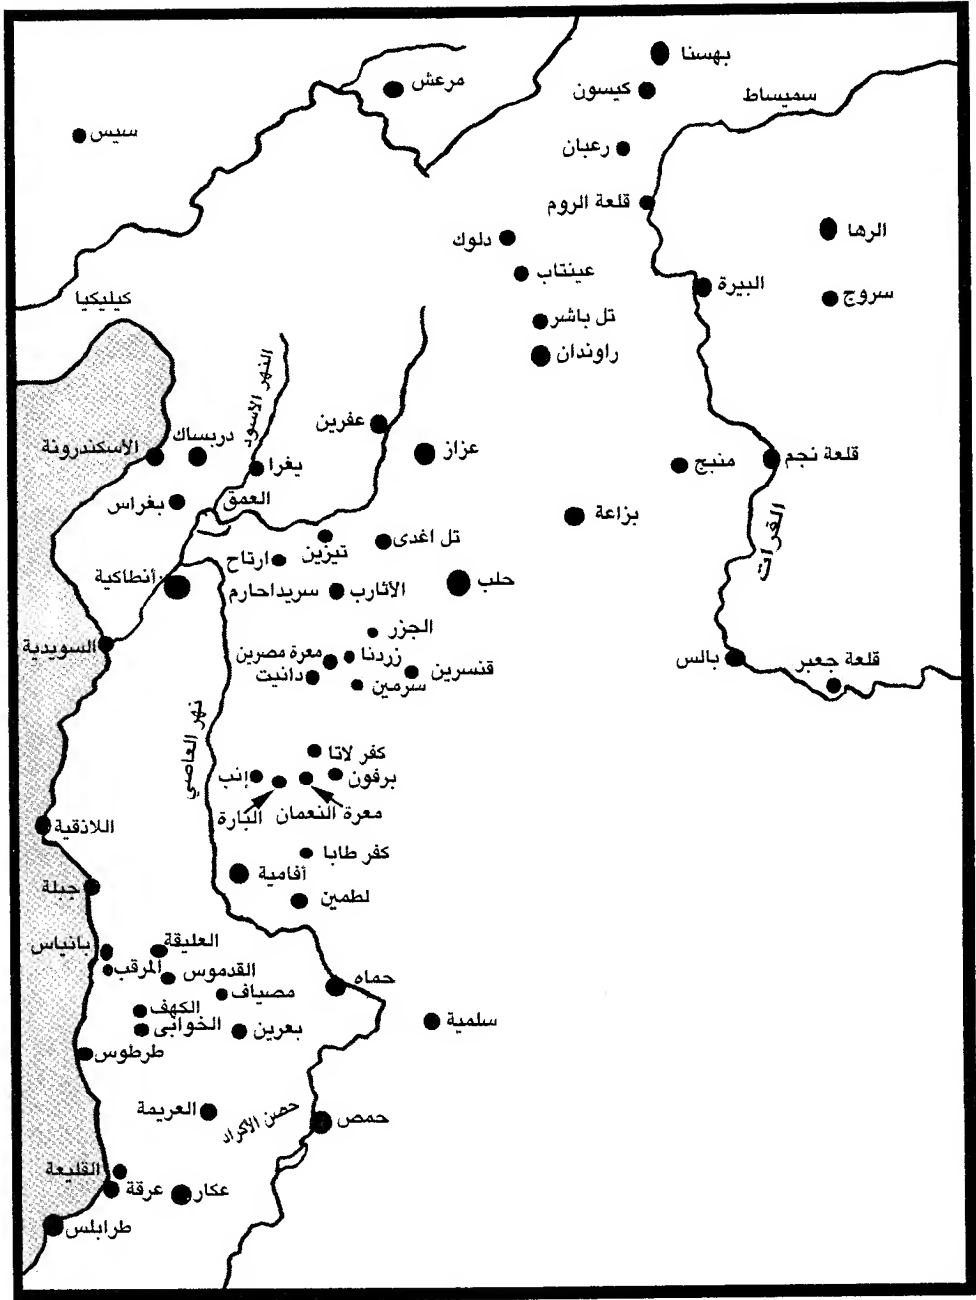 بهسنا
مرعش
كيسون
سميساط
سيس
رعبان
قلعة الروم
الرها
دلوك
عينتاب
البيرة
سروج
كيليكيا
تل باشر
راوندان
النهر الأسود
عفرين
دربساك
الأسكندرونة
عزاز
يغرا
منبج
قلعة نجم
العمق
بغراس
بزاعة
الفرات
تل اغدى
تيزين
ارتاح
أنطاكية
حلب
الأثارب
سريداحارم
الجزر
السويدية
معرة مصرين
زردنا
قنسرين
بالس
قلعة جعبر
دانيت
سرمين
نهر العاصي
كفر لاتا
إنب
برفون
البارة
معرة النعمان
اللاذقية
كفر طابا
أفامية
جبلة
لطمين
بانياس
العليقة
المرقب
القدموس
حماه
مصياف
الكهف
الخوابى
بعرين
سلمية
طرطوس
العريمة
حصن الأكراد
حمص
القليعة
عرقة
عكار
طرابلس